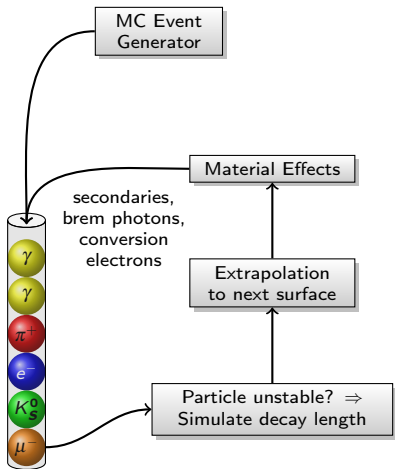 MC Event
Generator
Material Effects
secondaries,
brem photons,
conversion
electrons
Extrapolation
to next surface
Particle unstable? ⇒
Simulate decay length
γ
γ
π⁺
e⁻
K⁰ₛ
μ⁻